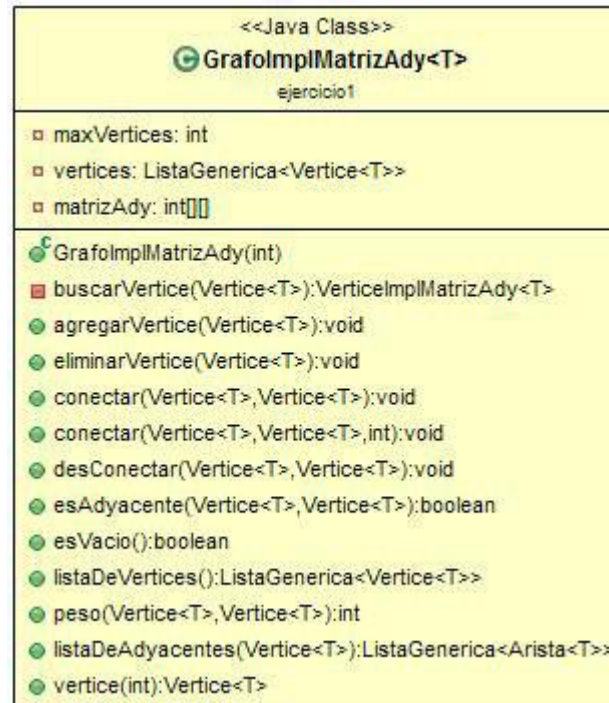 <<Java Class>>
GrafoImplMatrizAdy<T>
ejercicio1
maxVertices: int
vertices: ListaGenerica<Vertice<T>>
matrizAdy: int[][]
GrafoImplMatrizAdy(int)
buscarVertice(Vertice<T>):VerticeImplMatrizAdy<T>
agregarVertice(Vertice<T>):void
eliminarVertice(Vertice<T>):void
conectar(Vertice<T>,Vertice<T>):void
conectar(Vertice<T>,Vertice<T>,int):void
desConectar(Vertice<T>,Vertice<T>):void
esAdyacente(Vertice<T>,Vertice<T>):boolean
esVacio():boolean
listaDeVertices():ListaGenerica<Vertice<T>>
peso(Vertice<T>,Vertice<T>):int
listaDeAdyacentes(Vertice<T>):ListaGenerica<Arista<T>>
vertice(int):Vertice<T>